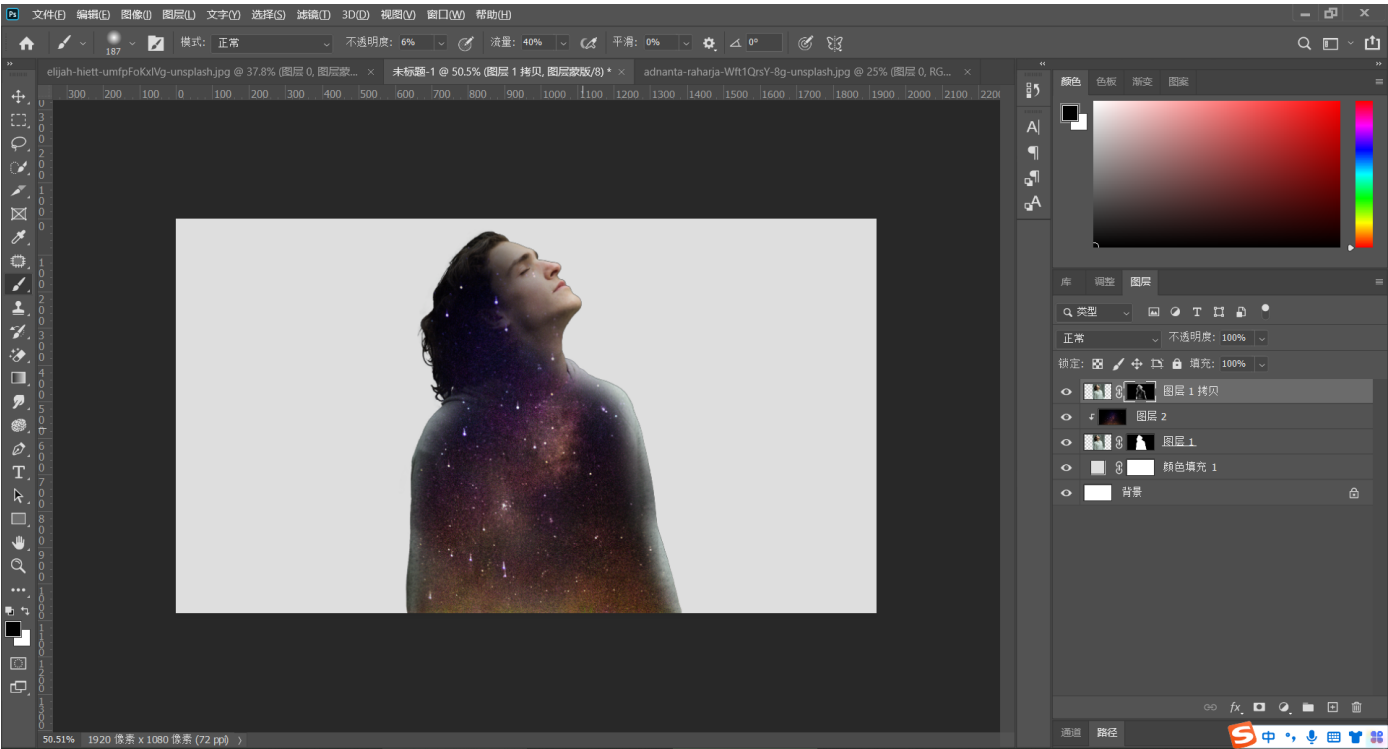 Ps 文件(F) 编辑(E) 图像(I) 图层(L) 文字(Y) 选择(S) 滤镜(T) 3D(D) 视图(V) 窗口(W) 帮助(H)
187 模式: 正常 不透明度: 6% 流量: 40% 平滑: 0% 0°
elijah-hiett-umfpFoKxIVg-unsplash.jpg @ 37.8% (图层 0, 图层蒙... × 未标题-1 @ 50.5% (图层 1 拷贝, 图层蒙版/8) * × adnanta-raharja-Wft1QrsY-8g-unsplash.jpg @ 25% (图层 0, RG... ×
300 200 100 0 100 200 300 400 500 600 700 800 900 1000 1100 1200 1300 1400 1500 1600 1700 1800 1900 2000 2100 220
颜色 色板 渐变 图案
库 调整 图层
类型
正常 不透明度: 100%
锁定: 填充: 100%
图层 1 拷贝
图层 2
图层 1
颜色填充 1
背景
fx
通道 路径
50.51% 1920 像素 x 1080 像素 (72 ppi)
S 中